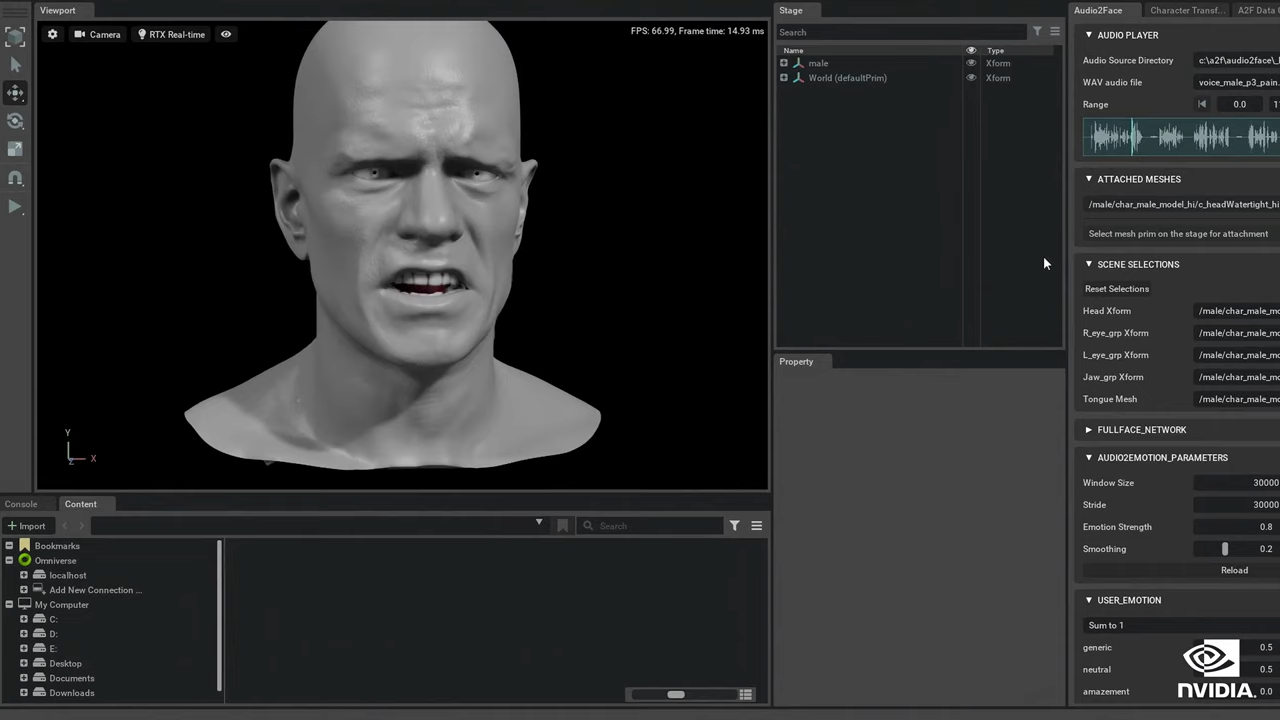 Viewport
Camera
RTX Real-time
FPS: 66.99, Frame time: 14.93 ms
Y
X
Z
Console
Content
Import
Search
Bookmarks
Omniverse
localhost
Add New Connection ...
My Computer
C:
D:
E:
Desktop
Documents
Downloads
Stage
Search
Name Type
male Xform
World (defaultPrim) Xform
Property
Audio2Face Character Transf... A2F Data
AUDIO PLAYER
Audio Source Directory c:\a2f\audio2face\
WAV audio file voice_male_p3_pain.
Range 0.0
ATTACHED MESHES
/male/char_male_model_hi/c_headWatertight_hi
Select mesh prim on the stage for attachment
SCENE SELECTIONS
Reset Selections
Head Xform /male/char_male_mo
R_eye_grp Xform /male/char_male_mo
L_eye_grp Xform /male/char_male_mo
Jaw_grp Xform /male/char_male_mo
Tongue Mesh /male/char_male_mo
FULLFACE_NETWORK
AUDIO2EMOTION_PARAMETERS
Window Size 30000
Stride 30000
Emotion Strength 0.8
Smoothing 0.2
Reload
USER_EMOTION
Sum to 1
generic 0.5
neutral 0.5
amazement 0.0
NVIDIA.